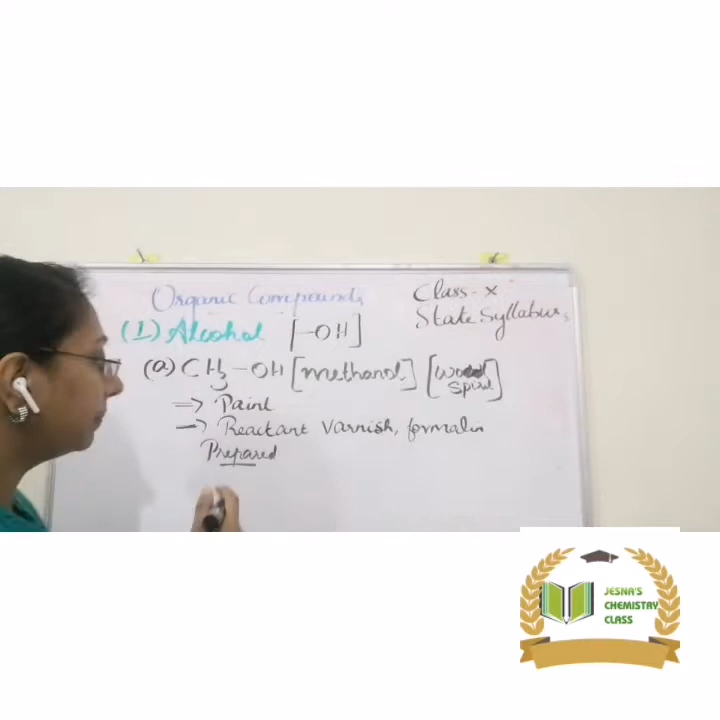 Organic Compounds
Class - X
State Syllabus
(1) Alcohol [-OH]
(a) CH3 - OH [methanol] [Wood
Spirit]
=> Paint
-> Reactant Varnish, formalin
Prepared
JESNA'S
CHEMISTRY
CLASS